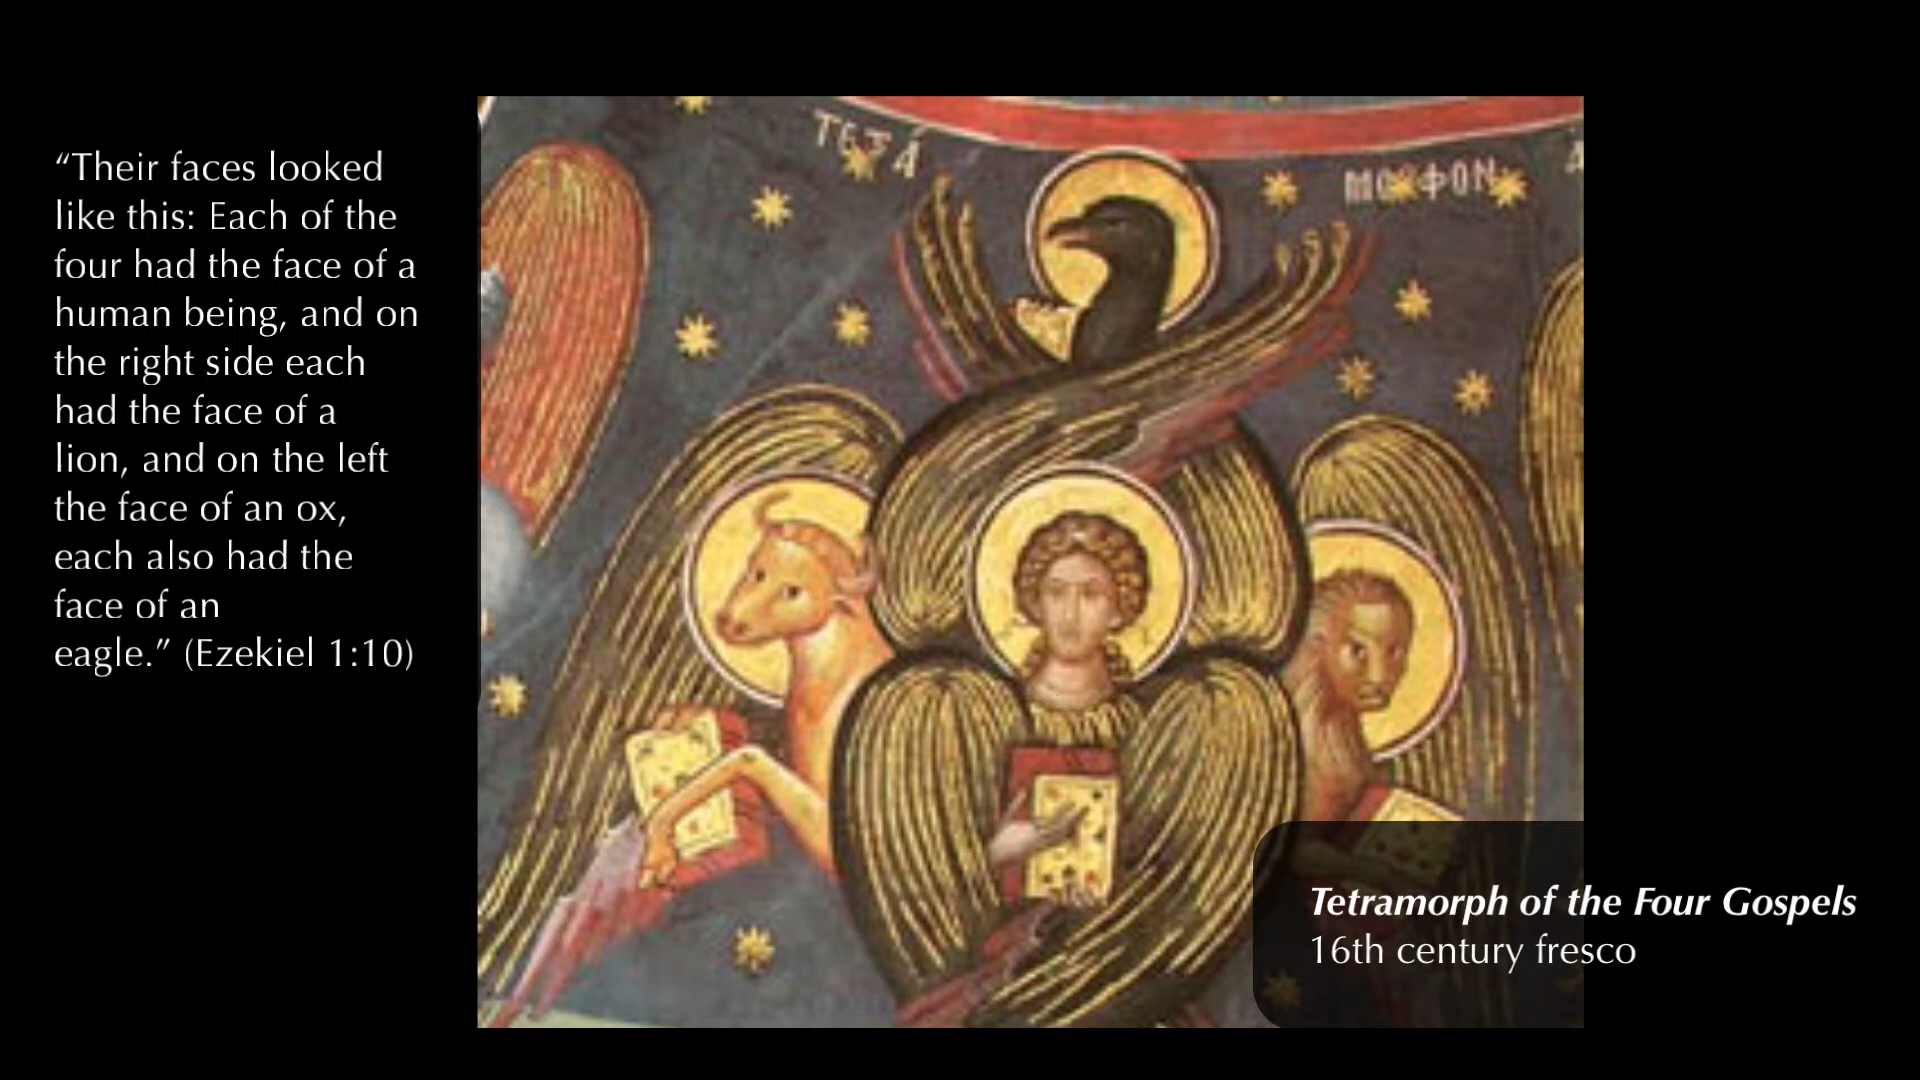 “Their faces looked
like this: Each of the
four had the face of a
human being, and on
the right side each
had the face of a
lion, and on the left
the face of an ox,
each also had the
face of an
eagle.” (Ezekiel 1:10)
ΤΕΤΡΆ
ΜΟΡΦΟΝ
Tetramorph of the Four Gospels
16th century fresco